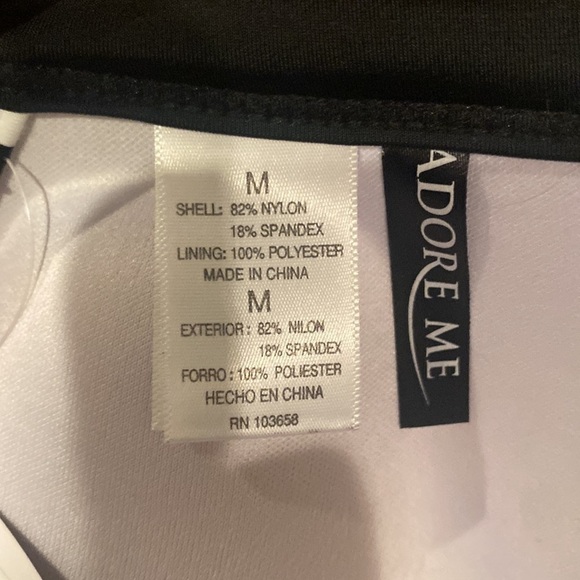 M
SHELL: 82% NYLON
18% SPANDEX
LINING: 100% POLYESTER
MADE IN CHINA
M
EXTERIOR: 82% NILON
18% SPANDEX
FORRO: 100% POLIESTER
HECHO EN CHINA
RN 103658
ADORE ME